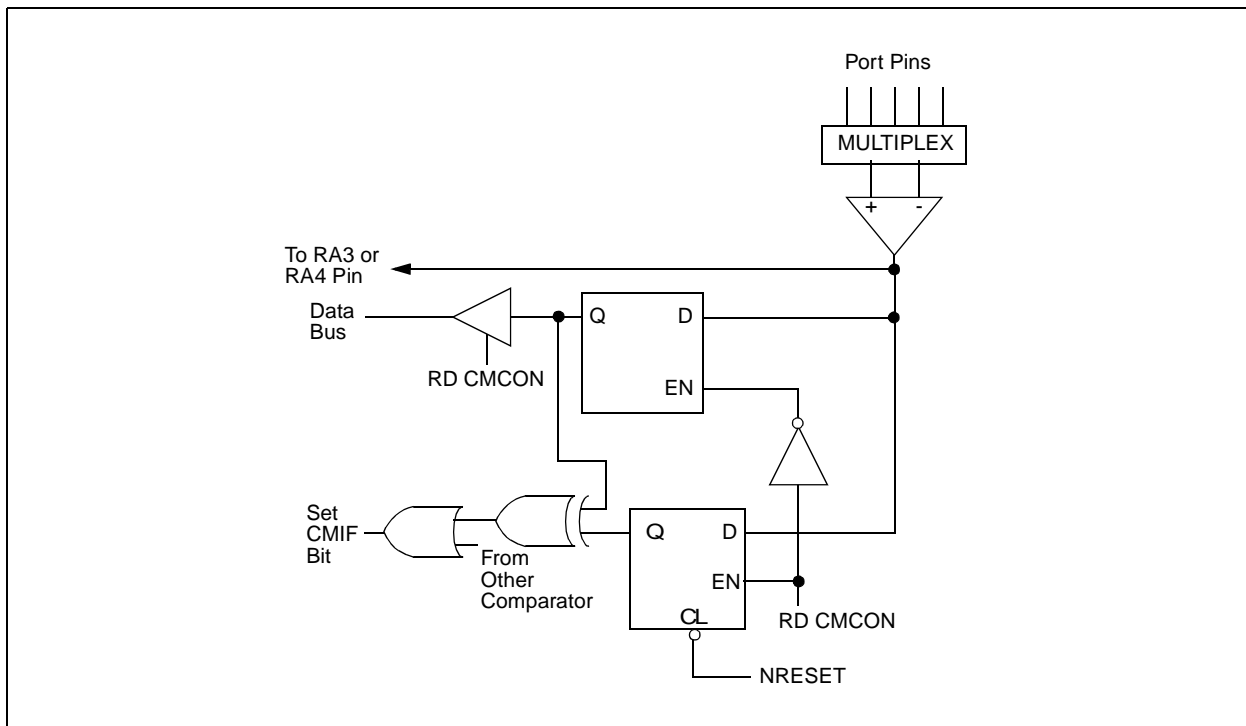 Port Pins
MULTIPLEX
+ -
To RA3 or
RA4 Pin
Data
Bus
Q D
RD CMCON
EN
Set
CMIF
Bit
Q D
From
Other
Comparator
EN
CL
RD CMCON
NRESET